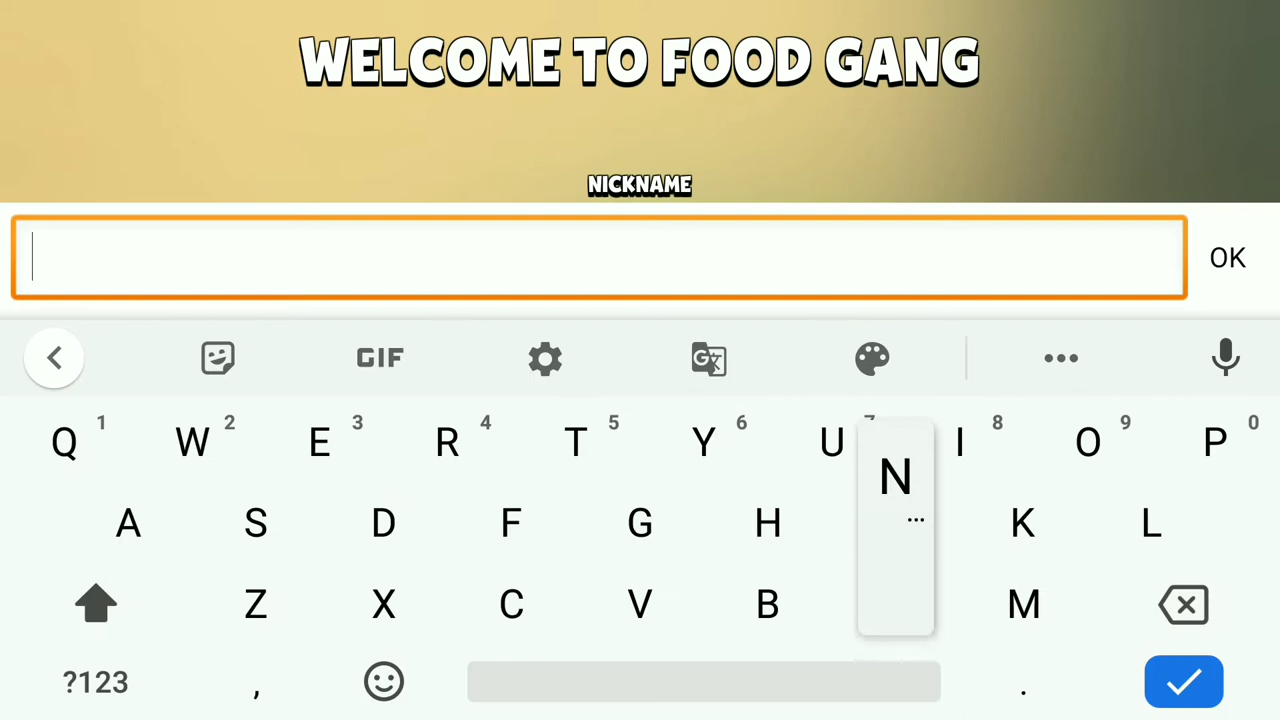 WELCOME TO FOOD GANG
NICKNAME
OK
GIF
Q 1 W 2 E 3 R 4 T 5 Y 6 U I 8 O 9 P 0
N
A S D F G H K L
Z X C V B M
?123 , .